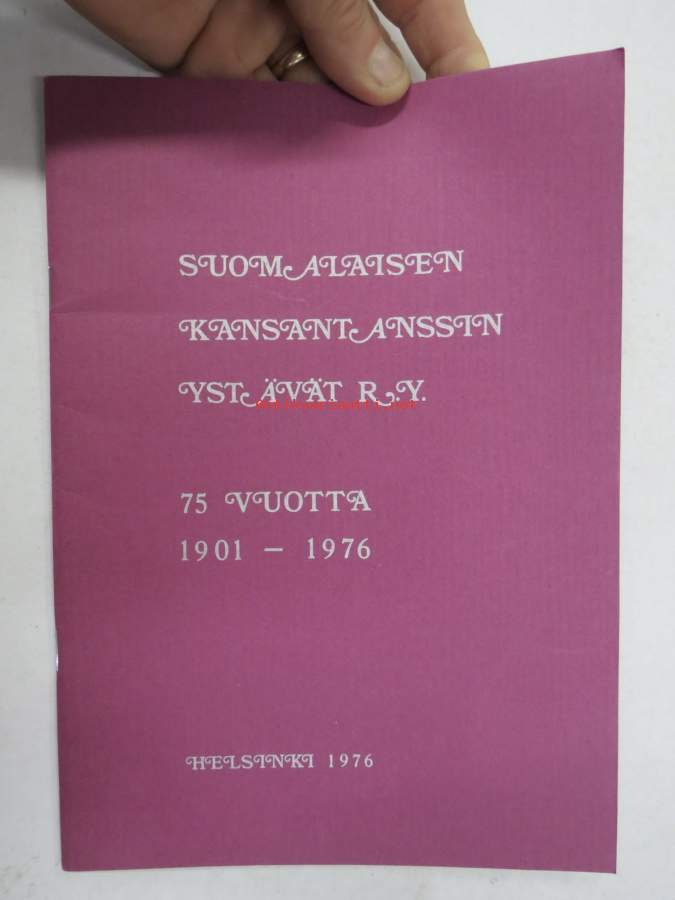 SUOMALAISEN
KANSANTANSSIN
YSTÄVÄT R.Y.
75 VUOTTA
1901 – 1976
HELSINKI 1976